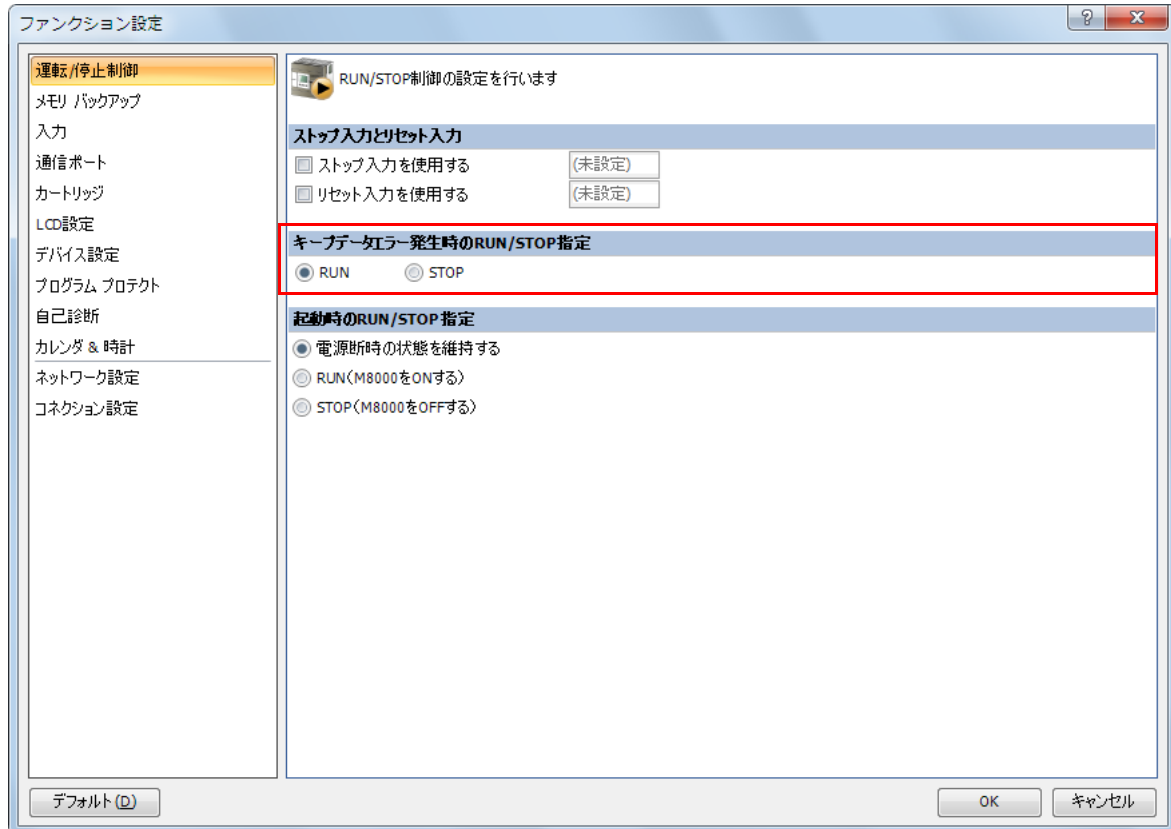 ファンクション設定
運転/停止制御
メモリ バックアップ
入力
通信ポート
カートリッジ
LCD設定
デバイス設定
プログラム プロテクト
自己診断
カレンダ & 時計
ネットワーク設定
コネクション設定
RUN/STOP制御の設定を行います
ストップ入力とリセット入力
ストップ入力を使用する (未設定)
リセット入力を使用する (未設定)
キープデータエラー発生時のRUN/STOP指定
RUN STOP
起動時のRUN/STOP指定
電源断時の状態を維持する
RUN(M8000をONする)
STOP(M8000をOFFする)
デフォルト(D) OK キャンセル